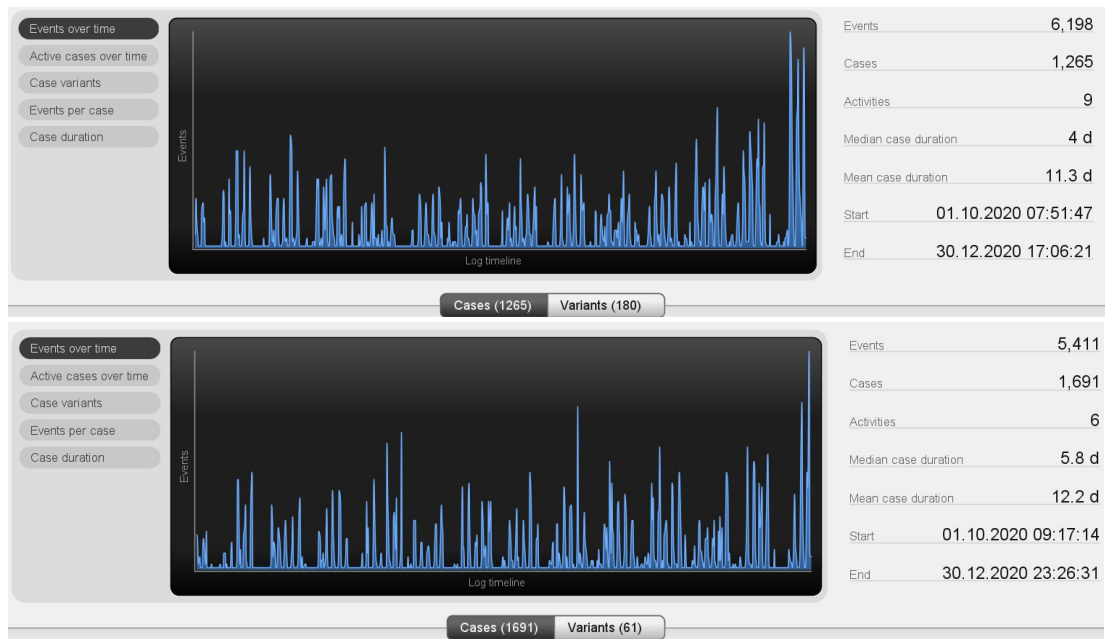 Events over time
Active cases over time
Case variants
Events per case
Case duration
Events
Log timeline
Events 6,198
Cases 1,265
Activities 9
Median case duration 4 d
Mean case duration 11.3 d
Start 01.10.2020 07:51:47
End 30.12.2020 17:06:21
Cases (1265) Variants (180)
Events over time
Active cases over time
Case variants
Events per case
Case duration
Events
Log timeline
Events 5,411
Cases 1,691
Activities 6
Median case duration 5.8 d
Mean case duration 12.2 d
Start 01.10.2020 09:17:14
End 30.12.2020 23:26:31
Cases (1691) Variants (61)